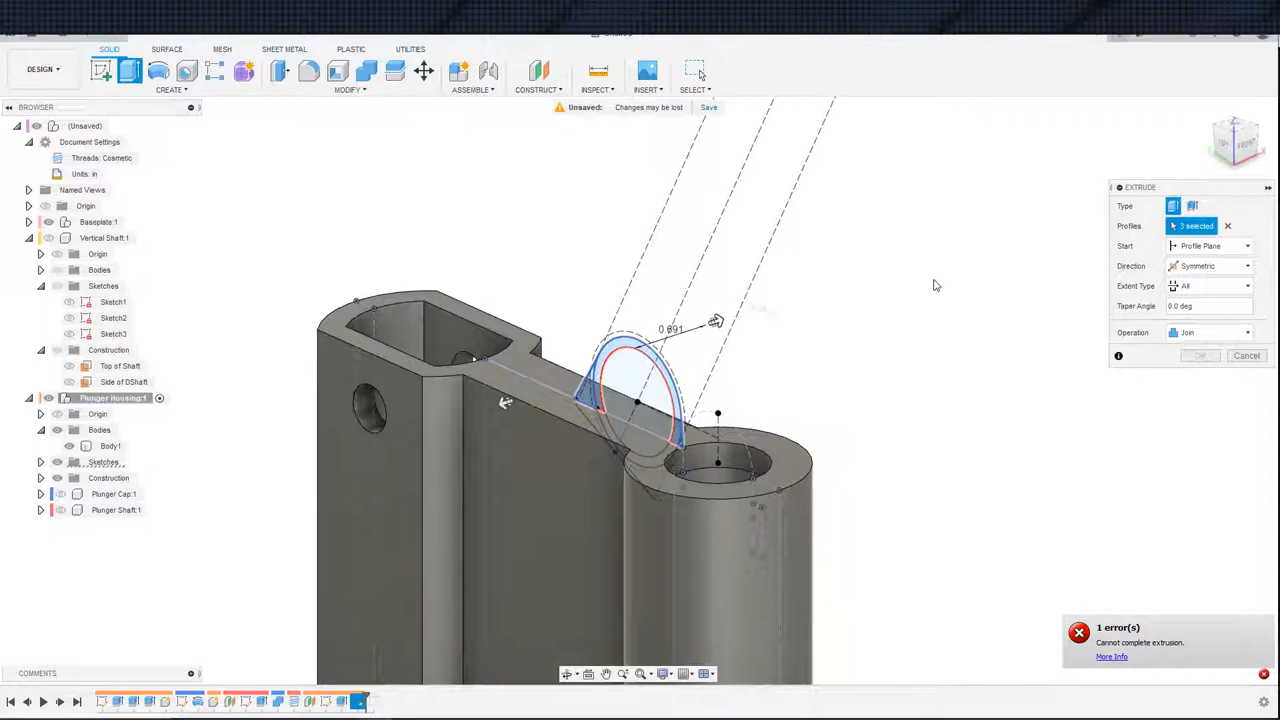 SOLID SURFACE MESH SHEET METAL PLASTIC UTILITIES
DESIGN
CREATE MODIFY ASSEMBLE CONSTRUCT INSPECT INSERT SELECT
Unsaved: Changes may be lost Save
BROWSER
(Unsaved)
Document Settings
Threads: Cosmetic
Units: in
Named Views
Origin
Baseplate:1
Vertical Shaft:1
Origin
Bodies
Sketches
Sketch1
Sketch2
Sketch3
Construction
Top of Shaft
Side of DShaft
Plunger Housing:1
Origin
Bodies
Body1
Sketches
Construction
Plunger Cap:1
Plunger Shaft:1
0.691
FRONT
EXTRUDE
Type
Profiles 3 selected
Start Profile Plane
Direction Symmetric
Extent Type All
Taper Angle 0.0 deg
Operation Join
Cancel
1 error(s)
Cannot complete extrusion.
More Info
COMMENTS